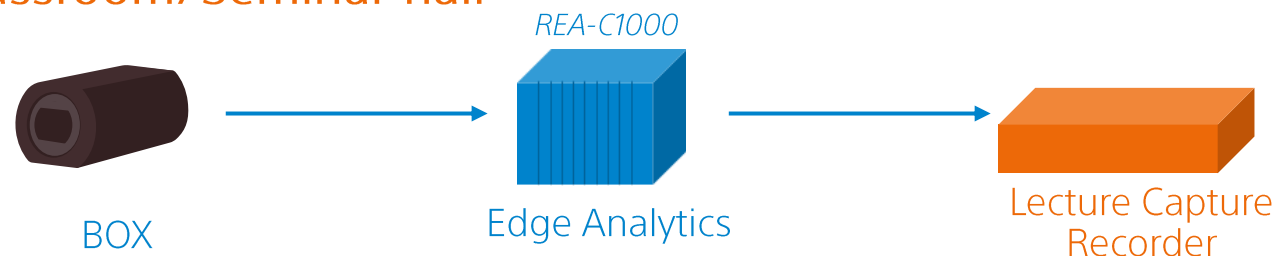 REA-C1000
BOX
Edge Analytics
Lecture Capture
Recorder